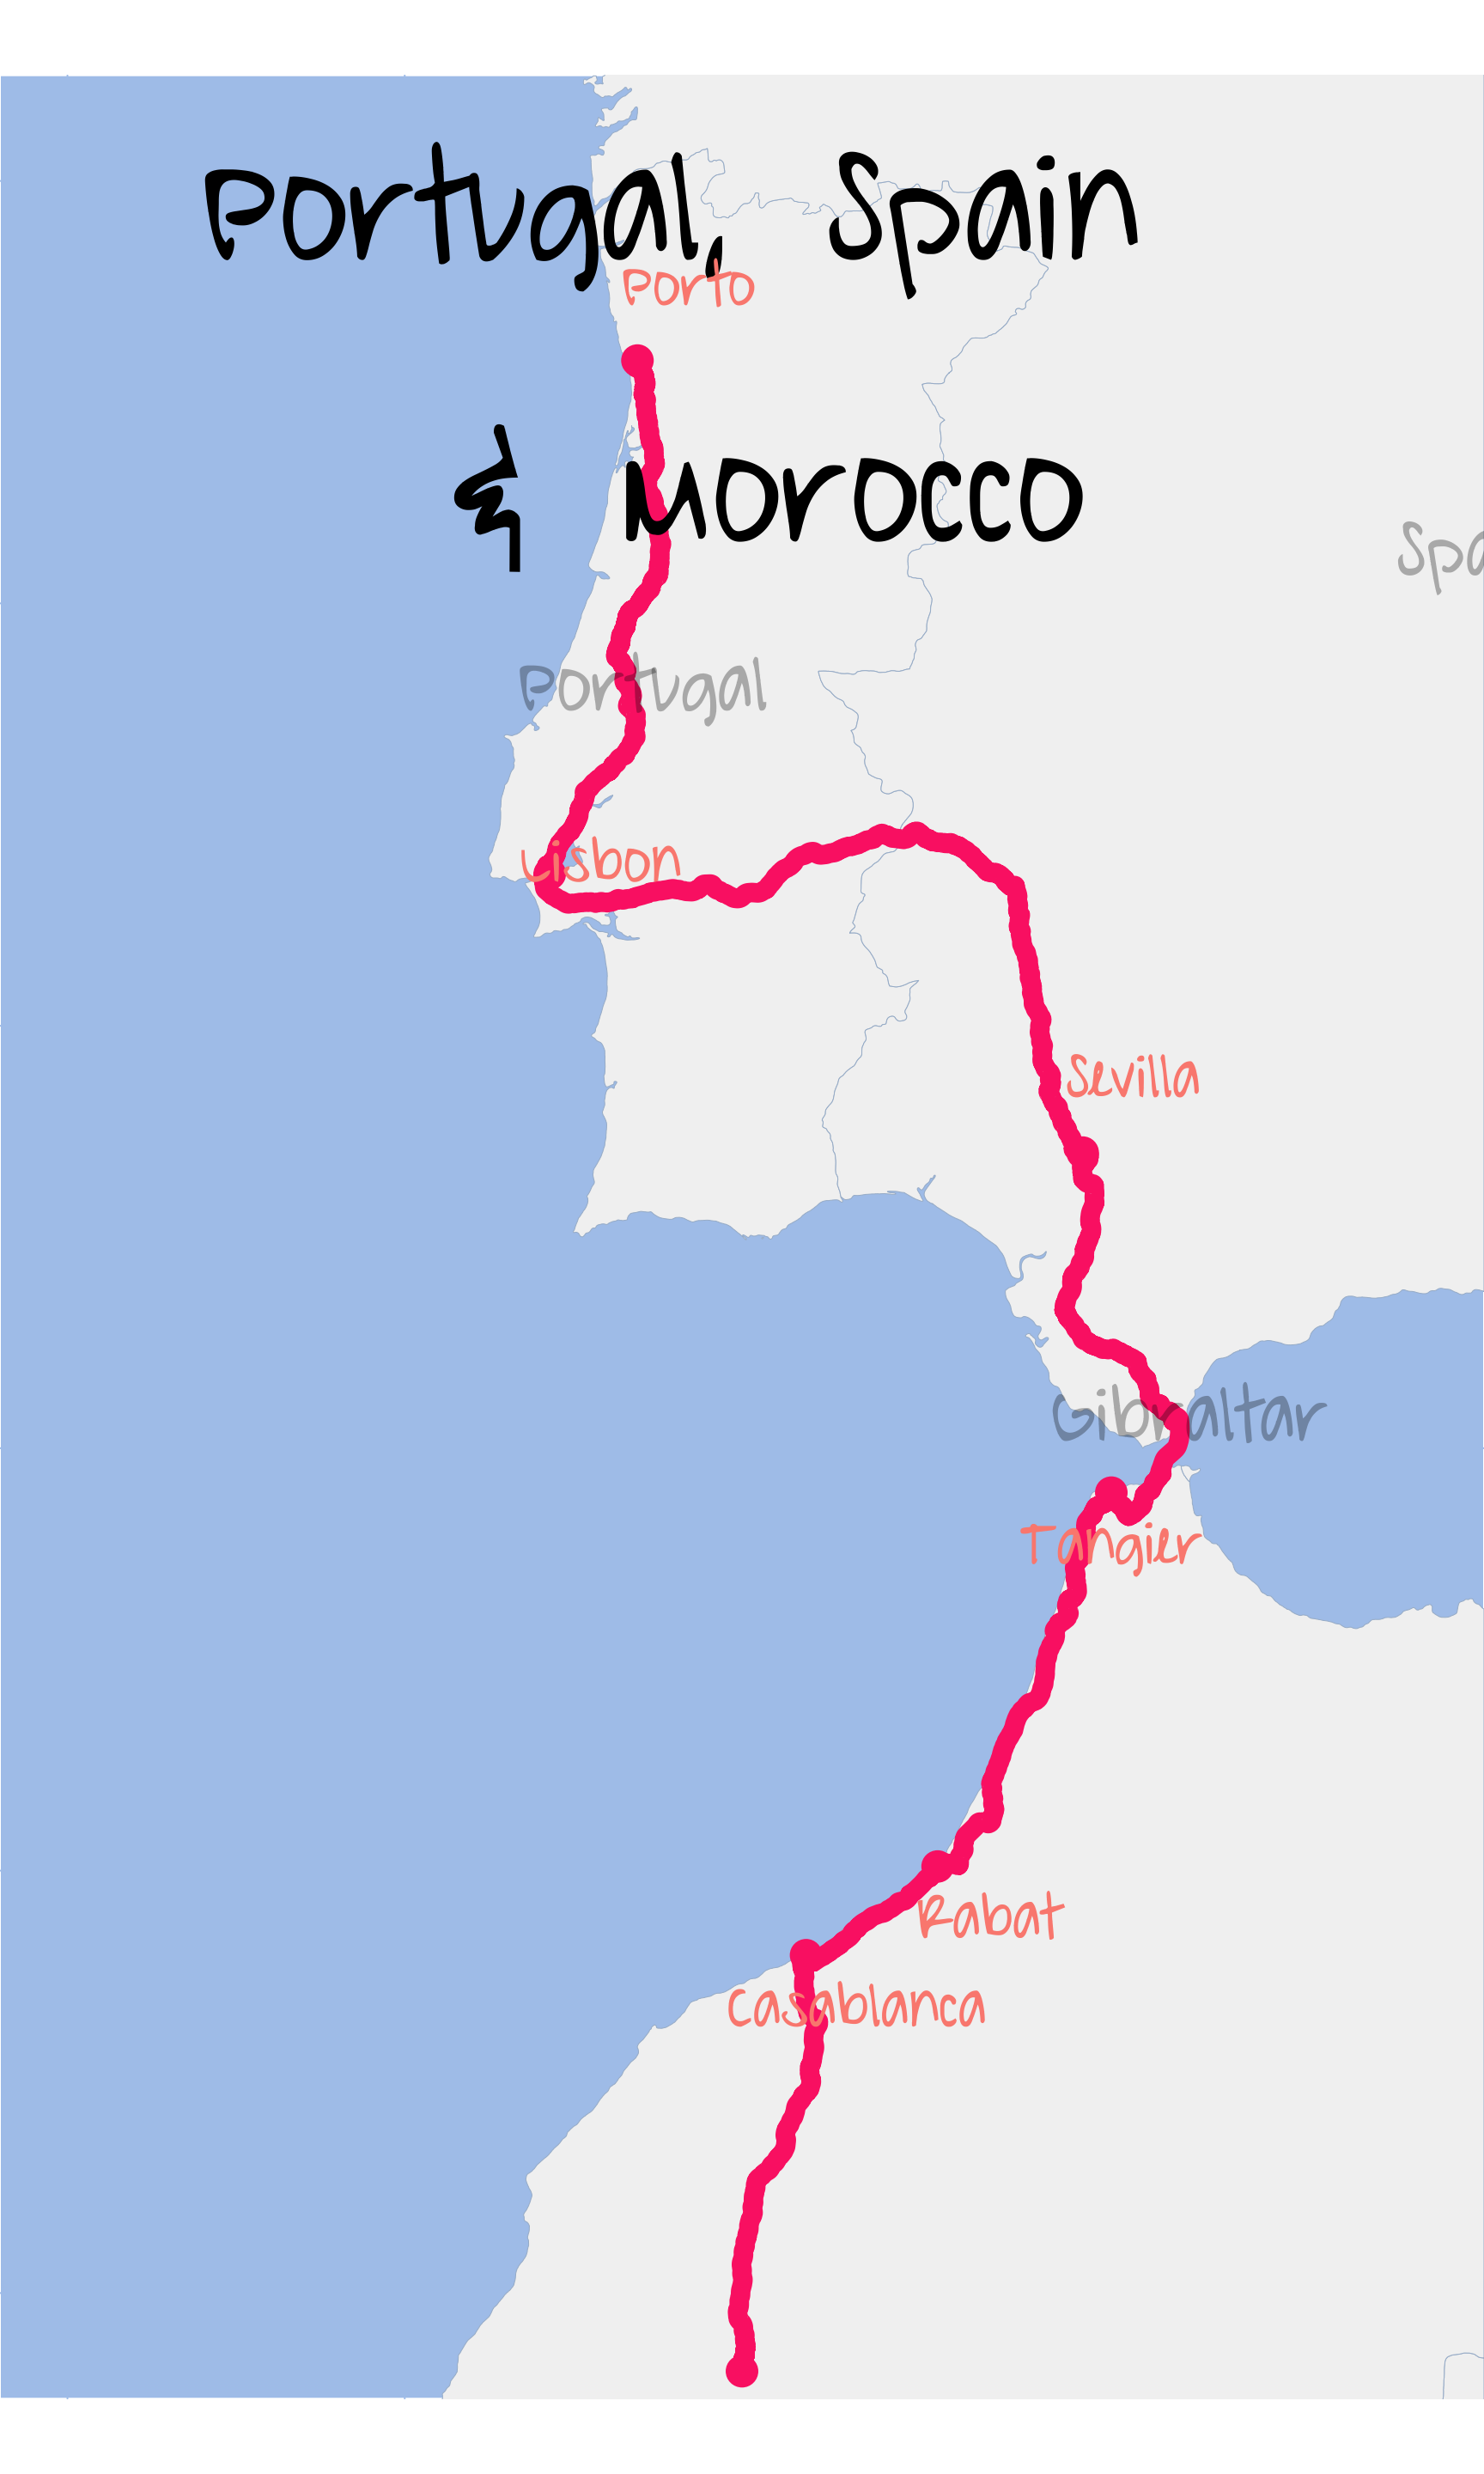 Portugal, Spain
Porto
& Morocco
Spa
Portugal
Lisbon
Sevilla
Gibraltar
Tangier
Rabat
Casablanca